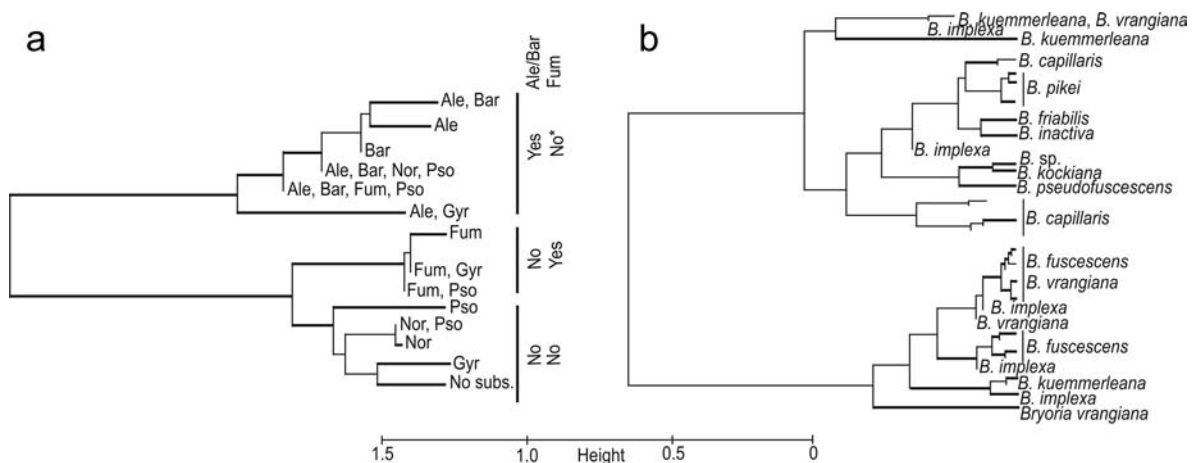 a
Ale/Bar
Fum
Ale, Bar
Ale
Bar
Ale, Bar, Nor, Pso
Ale, Bar, Fum, Pso
Ale, Gyr
Yes
No*
Fum
Fum, Gyr
Fum, Pso
No
Yes
Pso
Nor, Pso
Nor
Gyr
No subs.
No
No
b
B. kuemmerleana, B. vrangiana
B. implexa
B. kuemmerleana
B. capillaris
B. pikei
B. friabilis
B. inactiva
B. implexa
B. sp.
B. kockiana
B. pseudofuscescens
B. capillaris
B. fuscescens
B. vrangiana
B. implexa
B. vrangiana
B. fuscescens
B. implexa
B. kuemmerleana
B. implexa
Bryoria vrangiana
1.5 1.0 Height 0.5 0